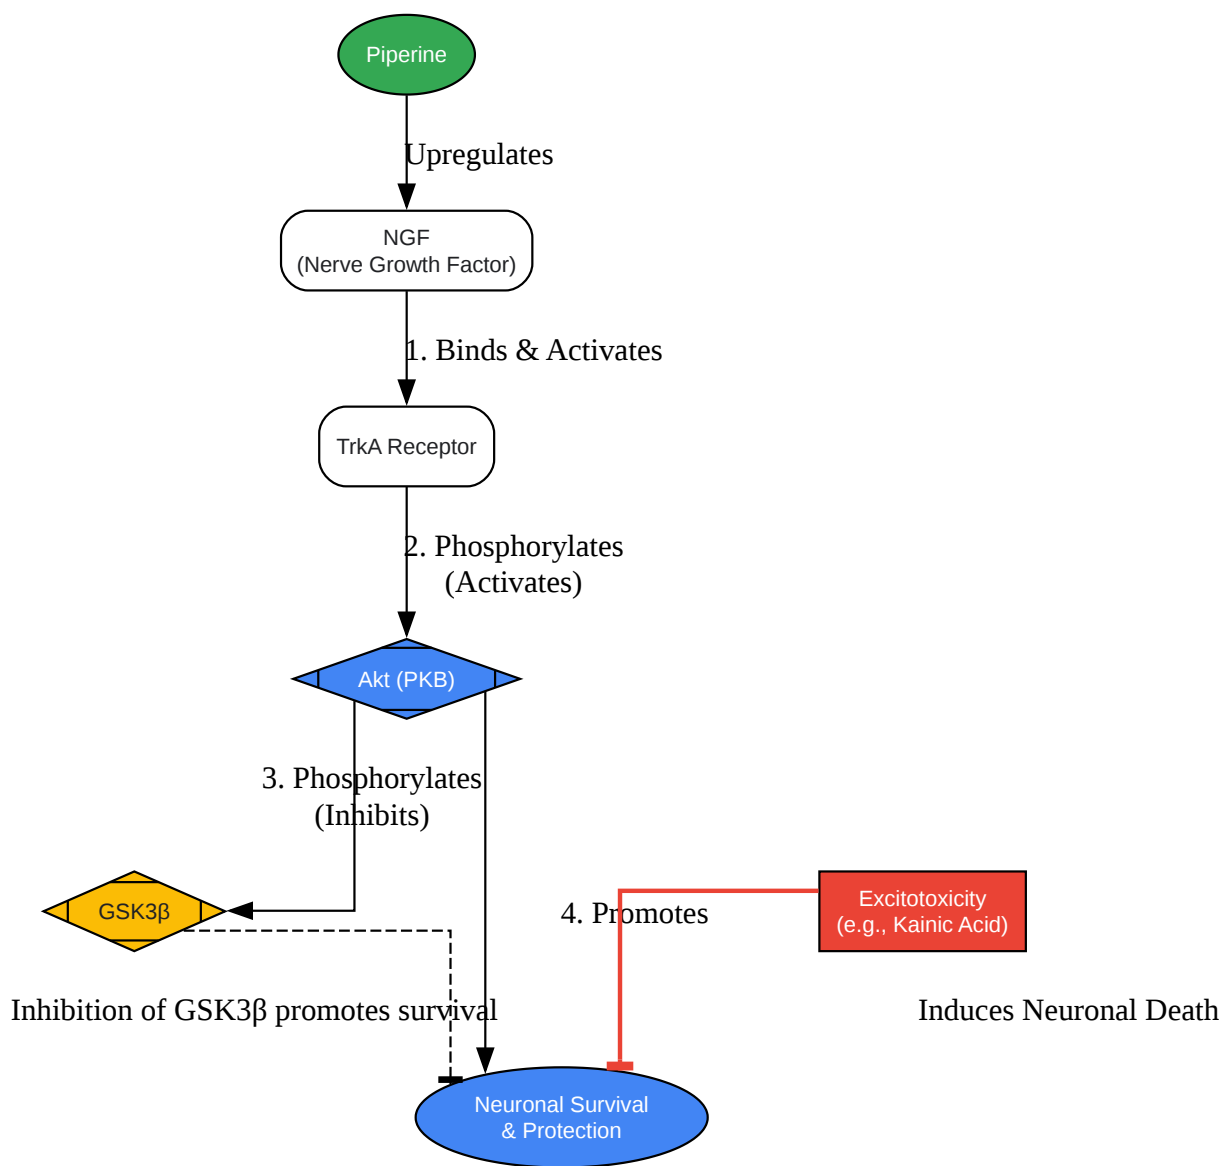 Piperine
Upregulates
NGF
(Nerve Growth Factor)
1. Binds & Activates
TrkA Receptor
2. Phosphorylates
(Activates)
Akt (PKB)
3. Phosphorylates
(Inhibits)
GSK3β
4. Promotes
Excitotoxicity
(e.g., Kainic Acid)
Inhibition of GSK3β promotes survival
Induces Neuronal Death
Neuronal Survival
& Protection